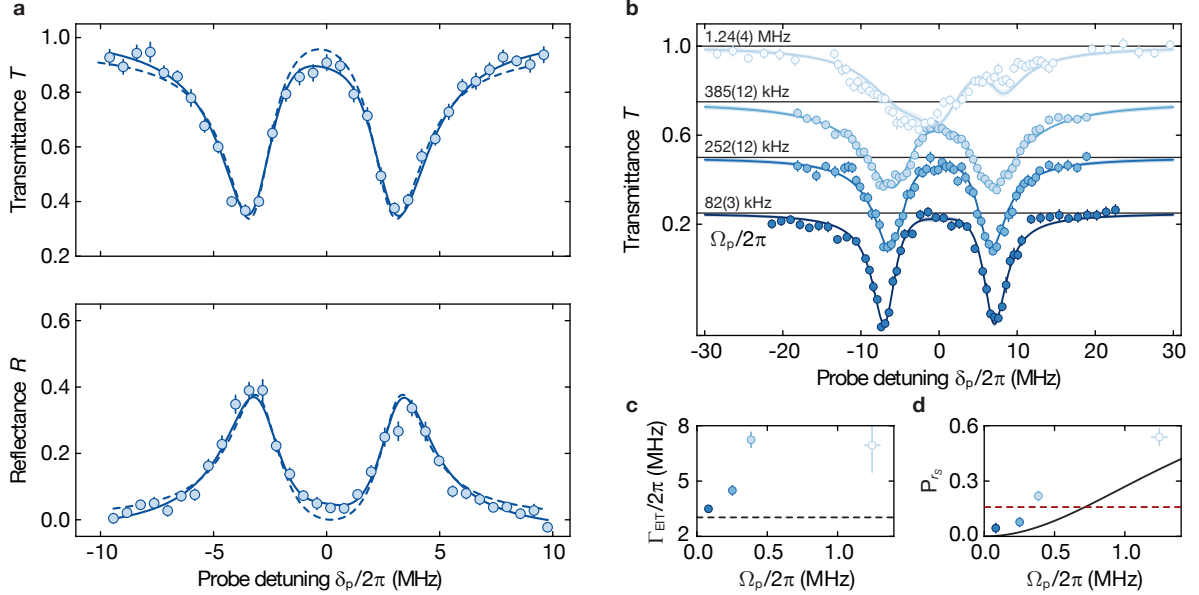 a
Transmittance T
1.0
0.8
0.6
0.4
0.2
Reflectance R
0.6
0.4
0.2
0.0
-10
-5
0
5
10
Probe detuning δp/2π (MHz)
b
Transmittance T
1.0
0.6
0.2
1.24(4) MHz
385(12) kHz
252(12) kHz
82(3) kHz
Ωp/2π
-30
-20
-10
0
10
20
30
Probe detuning δp/2π (MHz)
c
ΓEIT/2π (MHz)
8
6
4
2
0.0
0.5
1.0
Ωp/2π (MHz)
d
PrS
0.6
0.3
0.0
0.0
0.5
1.0
Ωp/2π (MHz)